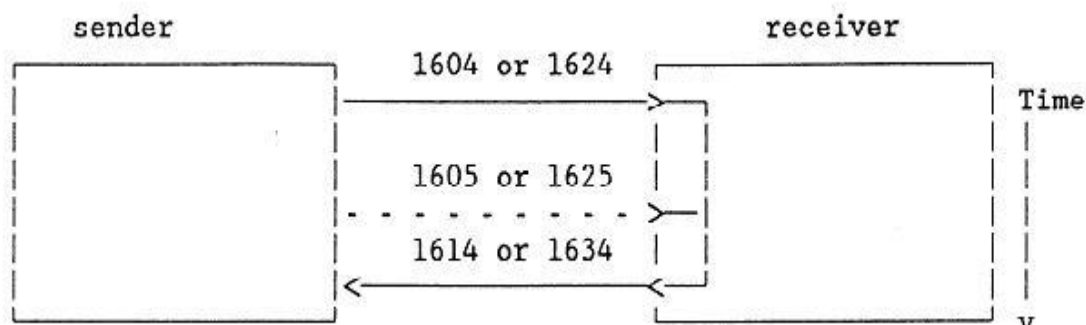 sender receiver
1604 or 1624
Time
1605 or 1625
1614 or 1634
v